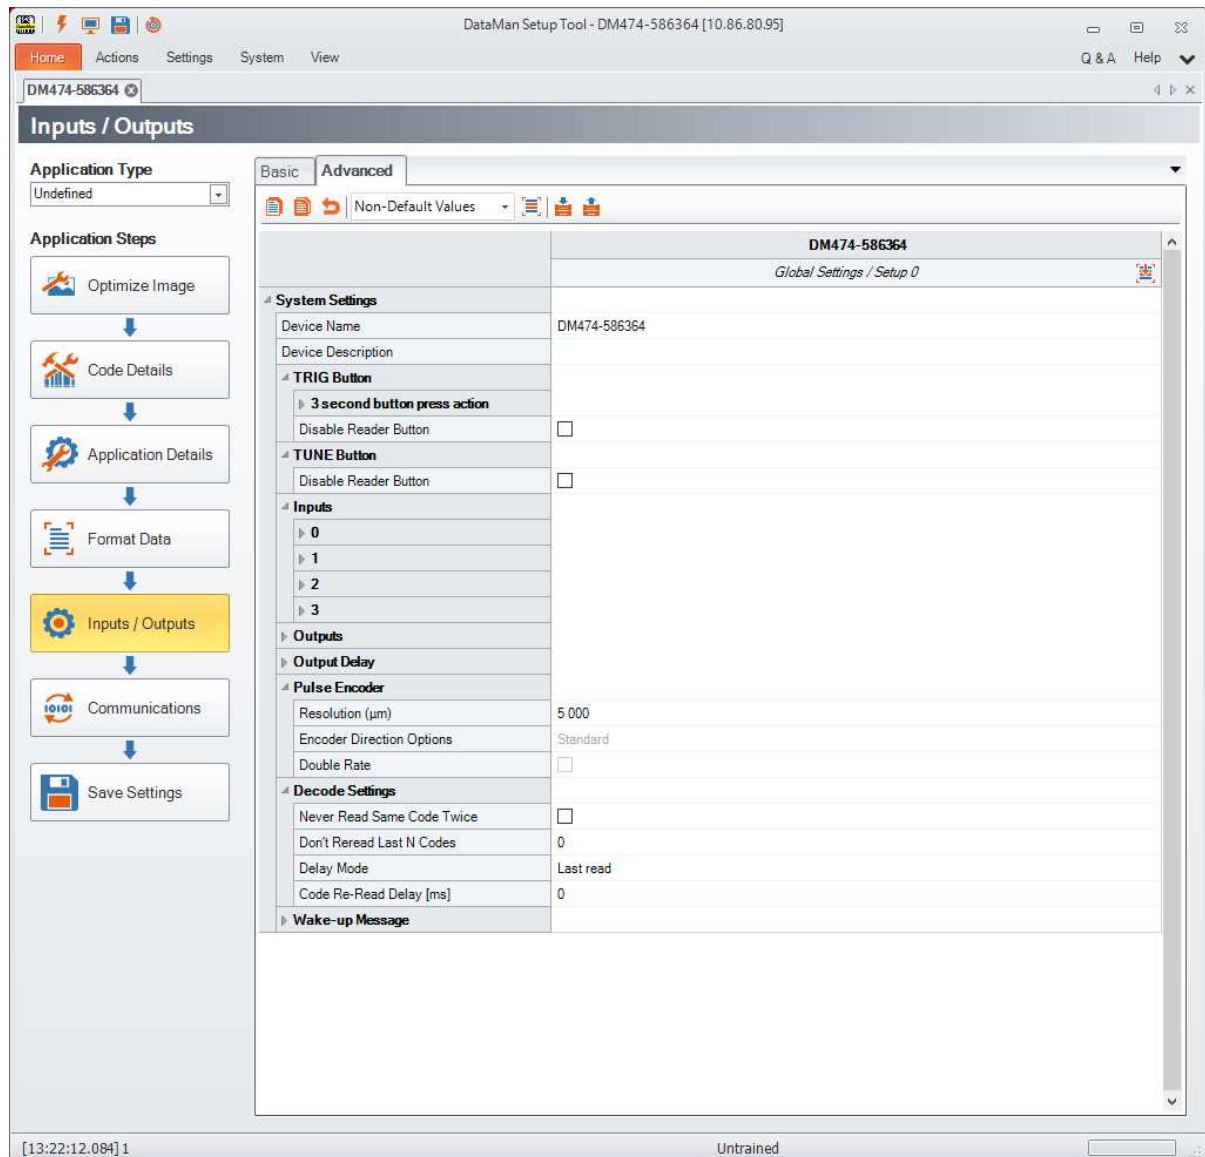 DataMan Setup Tool - DM474-586364 [10.86.80.95]
Home Actions Settings System View Q & A Help
DM474-586364
Inputs / Outputs
Application Type
Undefined
Application Steps
Optimize Image
Code Details
Application Details
Format Data
Inputs / Outputs
Communications
Save Settings
Basic Advanced
Non-Default Values
DM474-586364
Global Settings / Setup 0
System Settings
Device Name DM474-586364
Device Description
TRIG Button
3 second button press action
Disable Reader Button
TUNE Button
Disable Reader Button
Inputs
0
1
2
3
Outputs
Output Delay
Pulse Encoder
Resolution (µm) 5 000
Encoder Direction Options Standard
Double Rate
Decode Settings
Never Read Same Code Twice
Don't Reread Last N Codes 0
Delay Mode Last read
Code Re-Read Delay [ms] 0
Wake-up Message
[13:22:12.084] 1 Untrained